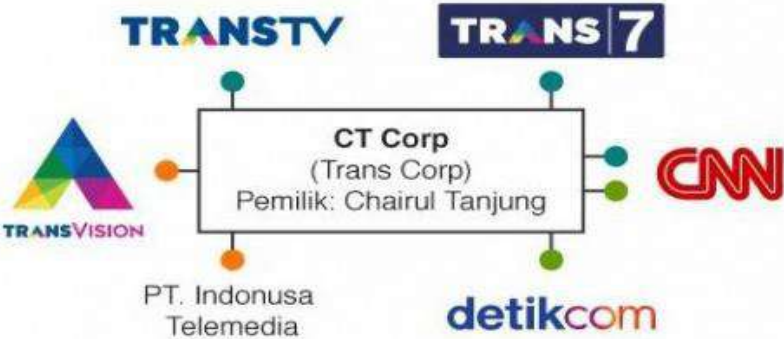 TRANSTV
TRANS 7
CT Corp
(Trans Corp)
Pemilik: Chairul Tanjung
CNN
TRANSVISION
PT. Indonusa
Telemedia
detikcom